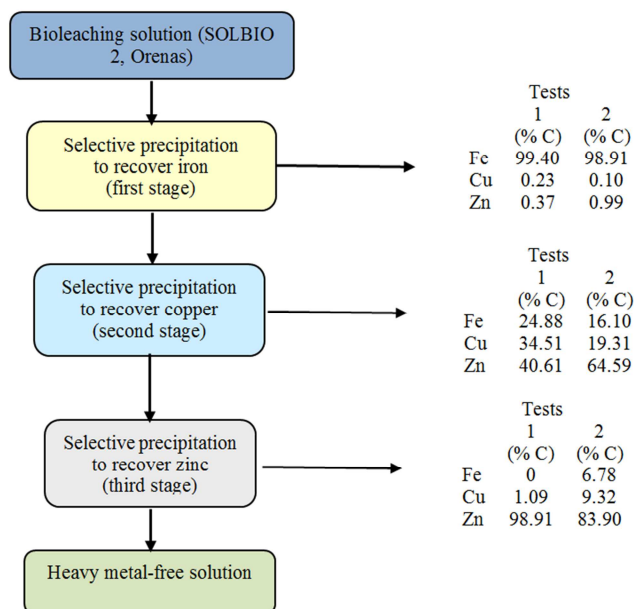 Bioleaching solution (SOLBIO
2, Orenas)
Selective precipitation
to recover iron
(first stage)
Tests
1 2
(% C) (% C)
Fe 99.40 98.91
Cu 0.23 0.10
Zn 0.37 0.99
Selective precipitation
to recover copper
(second stage)
Tests
1 2
(% C) (% C)
Fe 24.88 16.10
Cu 34.51 19.31
Zn 40.61 64.59
Selective precipitation
to recover zinc
(third stage)
Tests
1 2
(% C) (% C)
Fe 0 6.78
Cu 1.09 9.32
Zn 98.91 83.90
Heavy metal-free solution